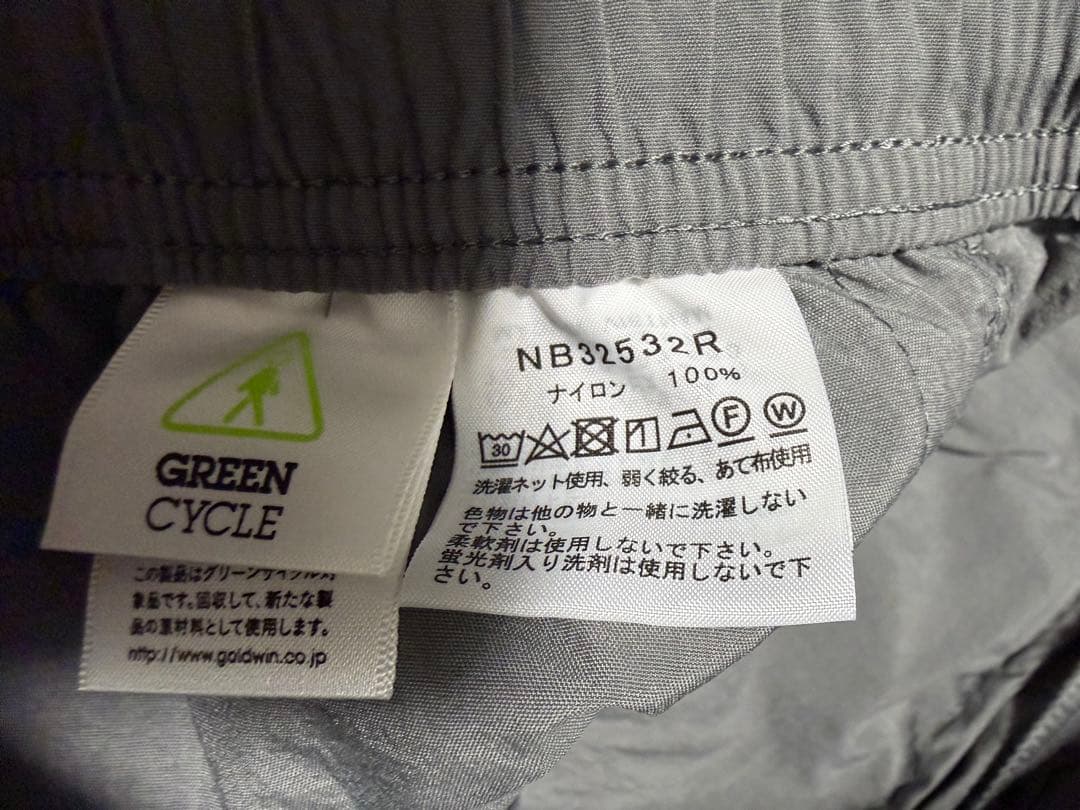 GREEN
CYCLE
この製品はグリーンサイクル対
象品です。回収して、新たな製
品の原材料として使用します。
http://www.goldwin.co.jp
NB32532R
ナイロン 100%
30 F W
洗濯ネット使用、弱く絞る、あて布使用
色物は他の物と一緒に洗濯しない
で下さい。
柔軟剤は使用しないで下さい。
蛍光剤入り洗剤は使用しないで下
さい。